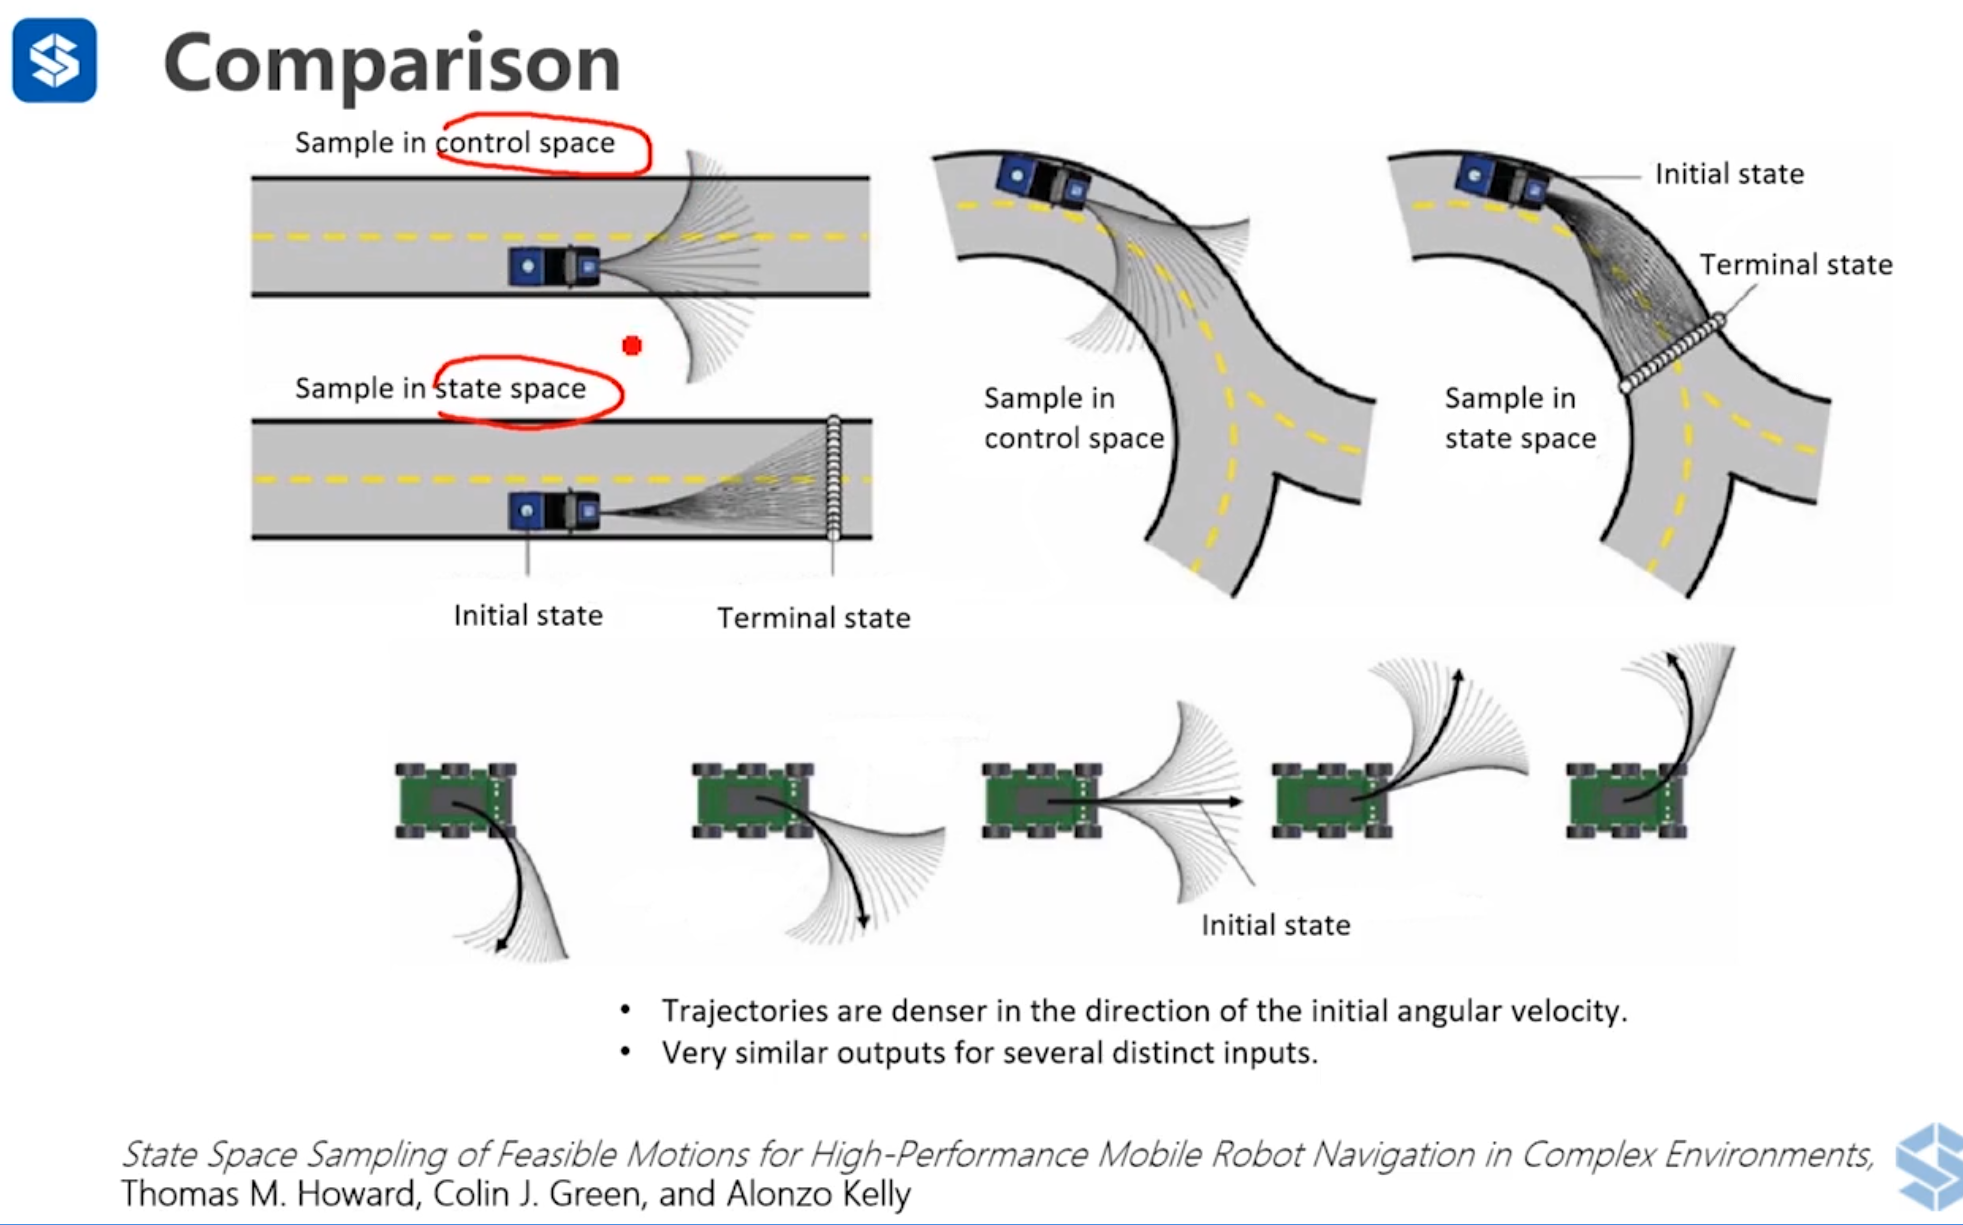 Comparison
Sample in control space
Sample in state space
Initial state
Terminal state
Sample in
control space
Initial state
Terminal state
Sample in
state space
Initial state
• Trajectories are denser in the direction of the initial angular velocity.
• Very similar outputs for several distinct inputs.
State Space Sampling of Feasible Motions for High-Performance Mobile Robot Navigation in Complex Environments,
Thomas M. Howard, Colin J. Green, and Alonzo Kelly